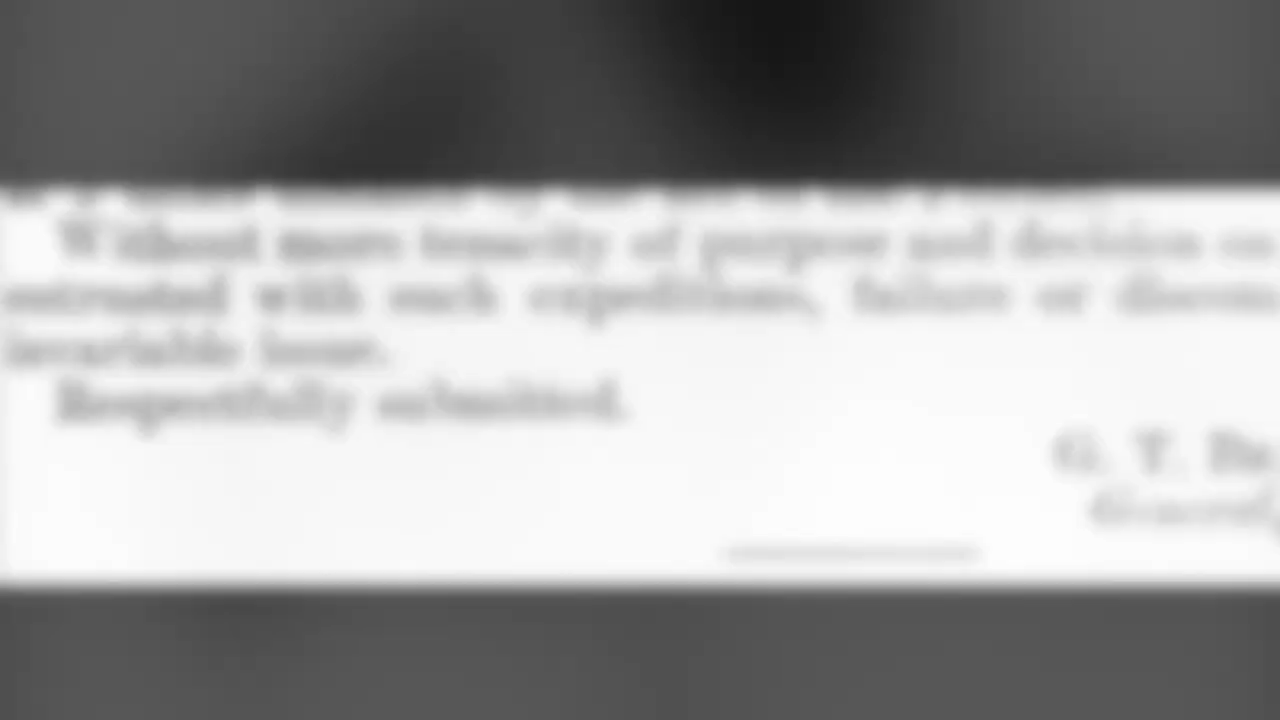 Without more tenacity of purpose and decision on
entrusted with such expeditions, failure or discom
invariable issue.
Respectfully submitted.
G. T. Be
General,